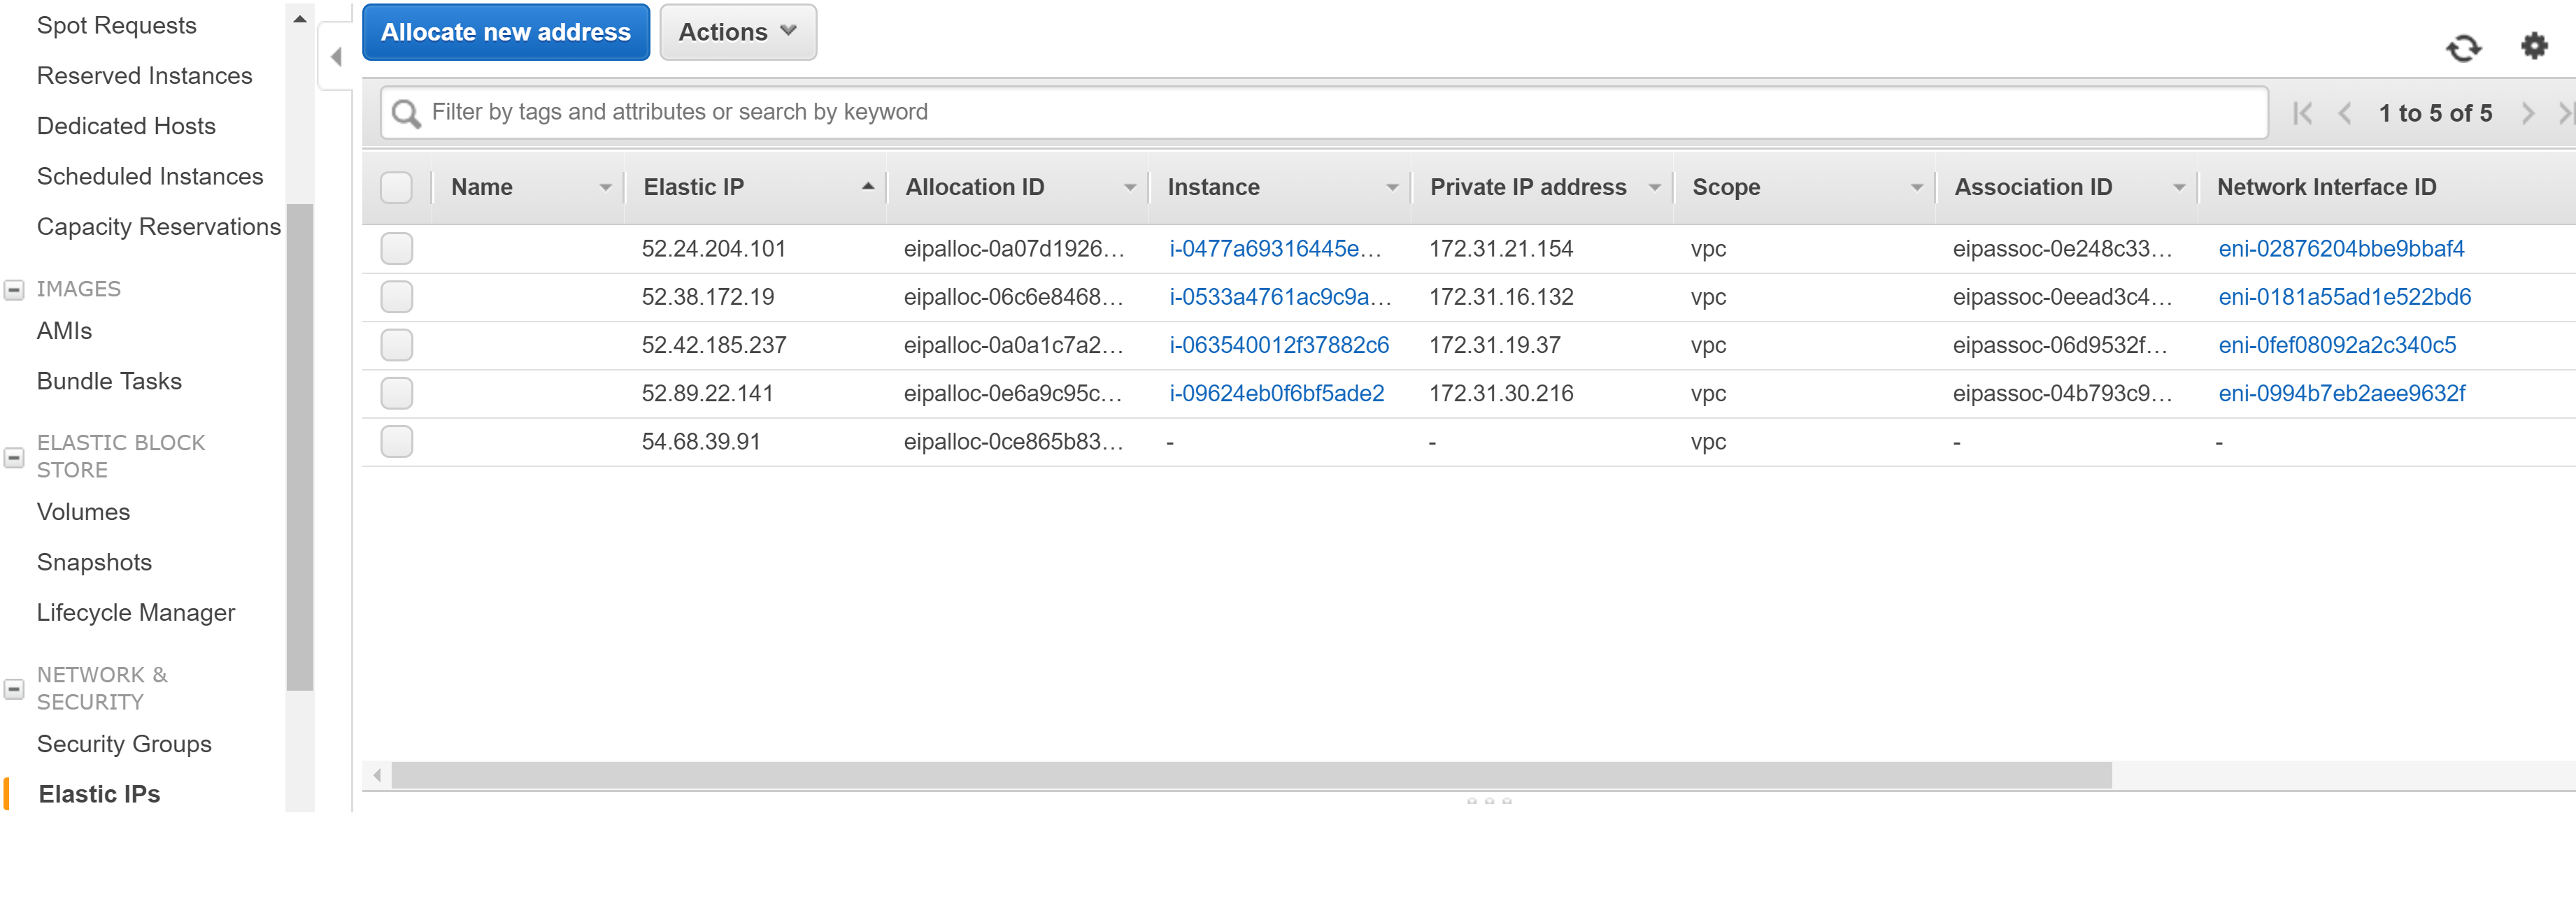 Spot Requests
Reserved Instances
Dedicated Hosts
Scheduled Instances
Capacity Reservations
IMAGES
AMIs
Bundle Tasks
ELASTIC BLOCK
STORE
Volumes
Snapshots
Lifecycle Manager
NETWORK &
SECURITY
Security Groups
Elastic IPs
Allocate new address Actions
Filter by tags and attributes or search by keyword 1 to 5 of 5
Name Elastic IP Allocation ID Instance Private IP address Scope Association ID Network Interface ID
52.24.204.101 eipalloc-0a07d1926... i-0477a69316445e... 172.31.21.154 vpc eipassoc-0e248c33... eni-02876204bbe9bbaf4
52.38.172.19 eipalloc-06c6e8468... i-0533a4761ac9c9a... 172.31.16.132 vpc eipassoc-0eead3c4... eni-0181a55ad1e522bd6
52.42.185.237 eipalloc-0a0a1c7a2... i-063540012f37882c6 172.31.19.37 vpc eipassoc-06d9532f... eni-0fef08092a2c340c5
52.89.22.141 eipalloc-0e6a9c95c... i-09624eb0f6bf5ade2 172.31.30.216 vpc eipassoc-04b793c9... eni-0994b7eb2aee9632f
54.68.39.91 eipalloc-0ce865b83... - - vpc - -